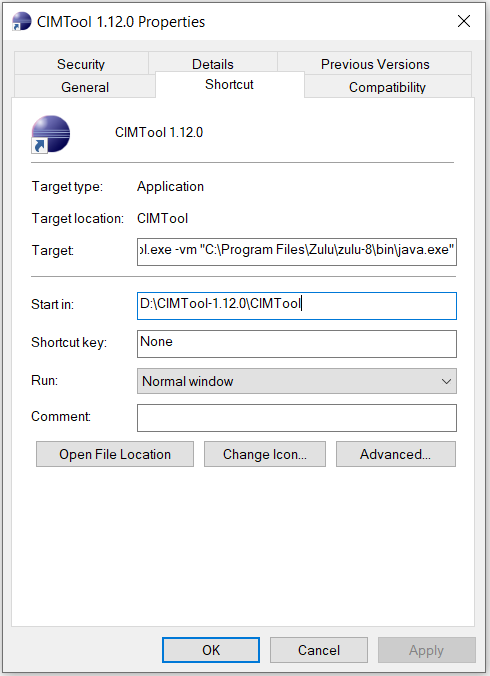 CIMTool 1.12.0 Properties
Security Details Previous Versions
General Shortcut Compatibility
CIMTool 1.12.0
Target type: Application
Target location: CIMTool
Target: ol.exe -vm "C:\Program Files\Zulu\zulu-8\bin\java.exe"
Start in: D:\CIMTool-1.12.0\CIMTool
Shortcut key: None
Run: Normal window
Comment:
Open File Location Change Icon... Advanced...
OK Cancel Apply